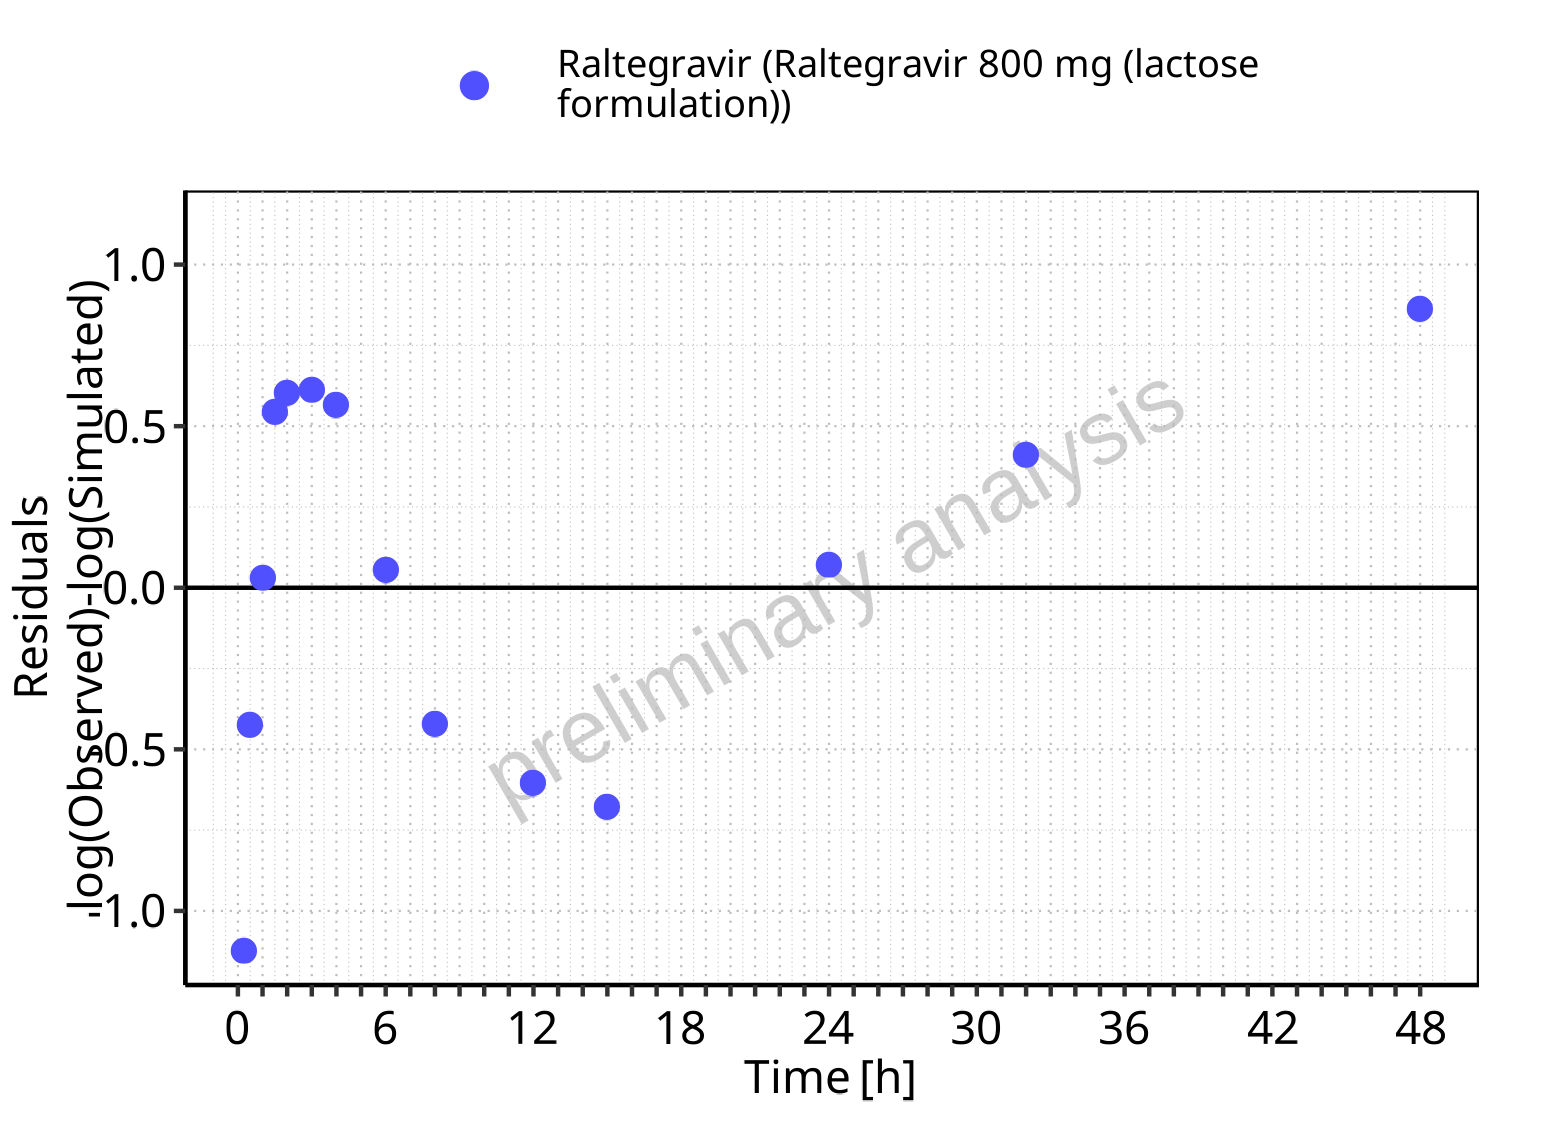 Raltegravir (Raltegravir 800 mg (lactose
formulation))
Residuals
log(Observed)-log(Simulated)
1.0
0.5
0.0
-0.5
-1.0
preliminary analysis
0 6 12 18 24 30 36 42 48
Time [h]